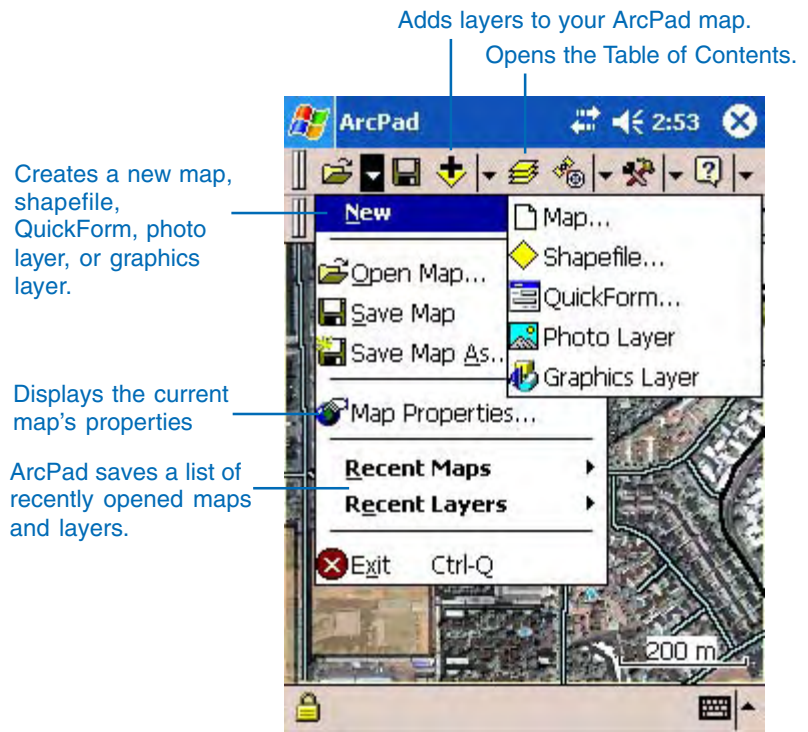 Adds layers to your ArcPad map.
Opens the Table of Contents.
ArcPad
2:53
Creates a new map,
shapefile,
QuickForm, photo
layer, or graphics
layer.
New
Map...
Shapefile...
QuickForm...
Photo Layer
Graphics Layer
Open Map...
Save Map
Save Map As..
Displays the current
map's properties
Map Properties...
ArcPad saves a list of
recently opened maps
and layers.
Recent Maps
Recent Layers
Exit Ctrl-Q
200 m